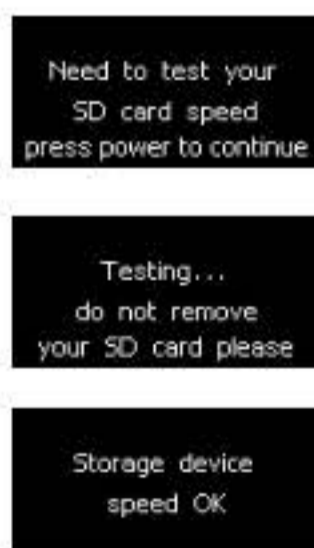 Need to test your
SD card speed
press power to continue
Testing...
do not remove
your SD card please
Storage device
speed OK